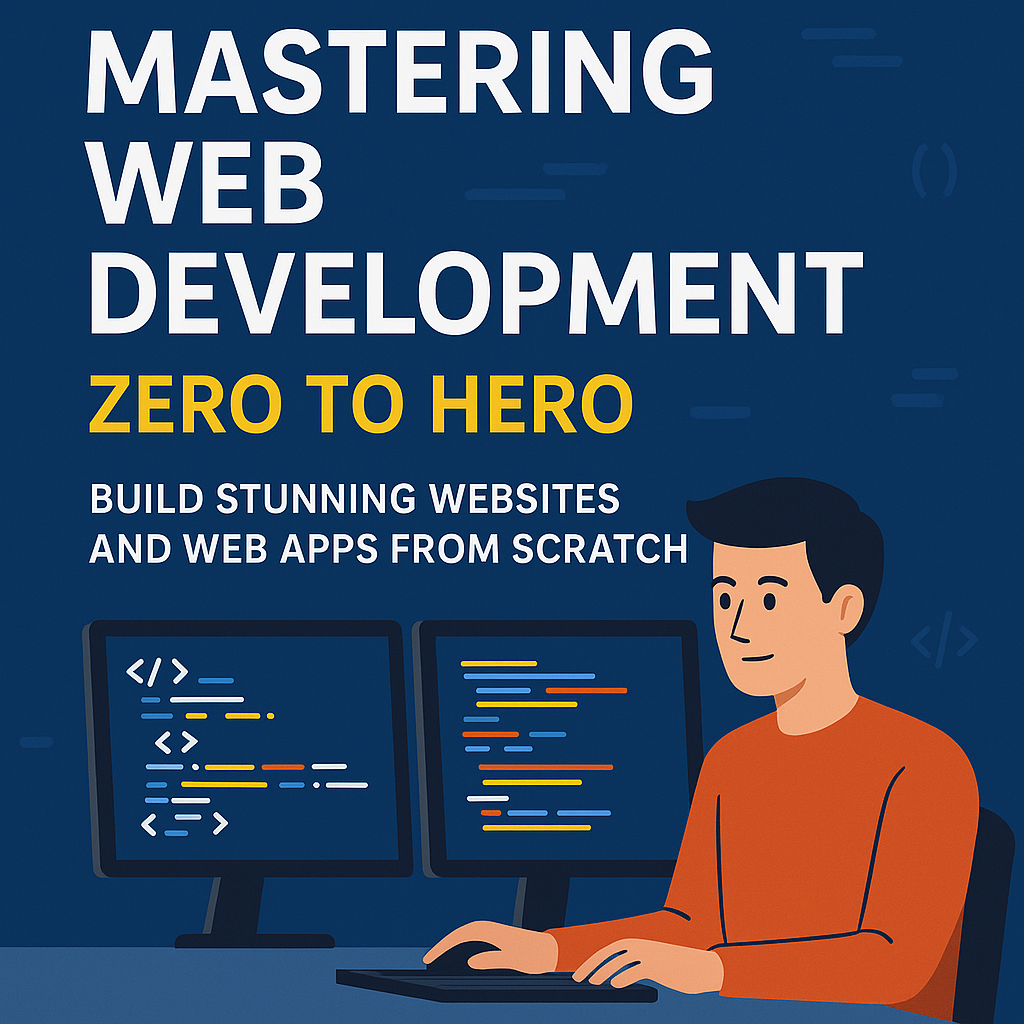 MASTERING
WEB
DEVELOPMENT
ZERO TO HERO
BUILD STUNNING WEBSITES
AND WEB APPS FROM SCRATCH
()
</>
</>
<>
< >